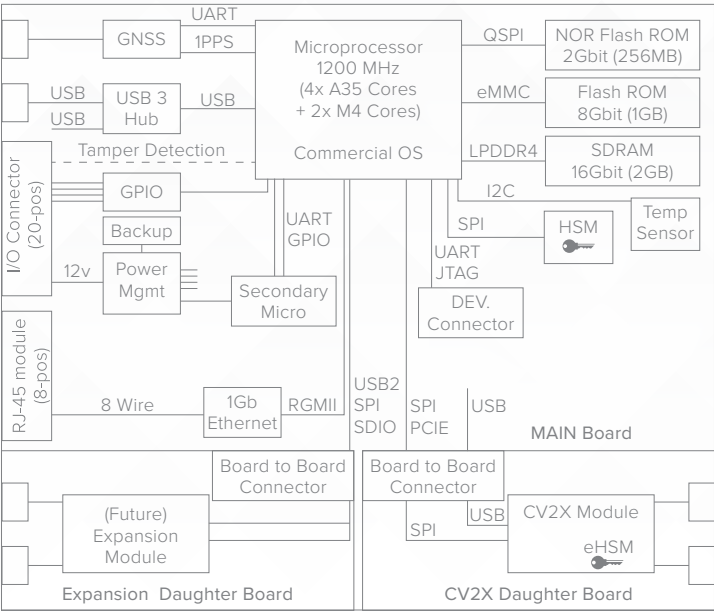 UART
GNSS
1PPS
Microprocessor
1200 MHz
(4x A35 Cores
+ 2x M4 Cores)
Commercial OS
QSPI
NOR Flash ROM
2Gbit (256MB)
eMMC
Flash ROM
8Gbit (1GB)
LPDDR4
SDRAM
16Gbit (2GB)
USB
USB
USB 3
Hub
USB
Tamper Detection
I/O Connector
(20-pos)
GPIO
Backup
12v
Power
Mgmt
UART
GPIO
Secondary
Micro
I2C
Temp
Sensor
SPI
HSM
UART
JTAG
DEV.
Connector
RJ-45 module
(8-pos)
8 Wire
1Gb
Ethernet
RGMII
USB2
SPI
SDIO
SPI
PCIE
USB
MAIN Board
Board to Board
Connector
Board to Board
Connector
(Future)
Expansion
Module
Expansion Daughter Board
SPI
USB
CV2X Module
eHSM
CV2X Daughter Board